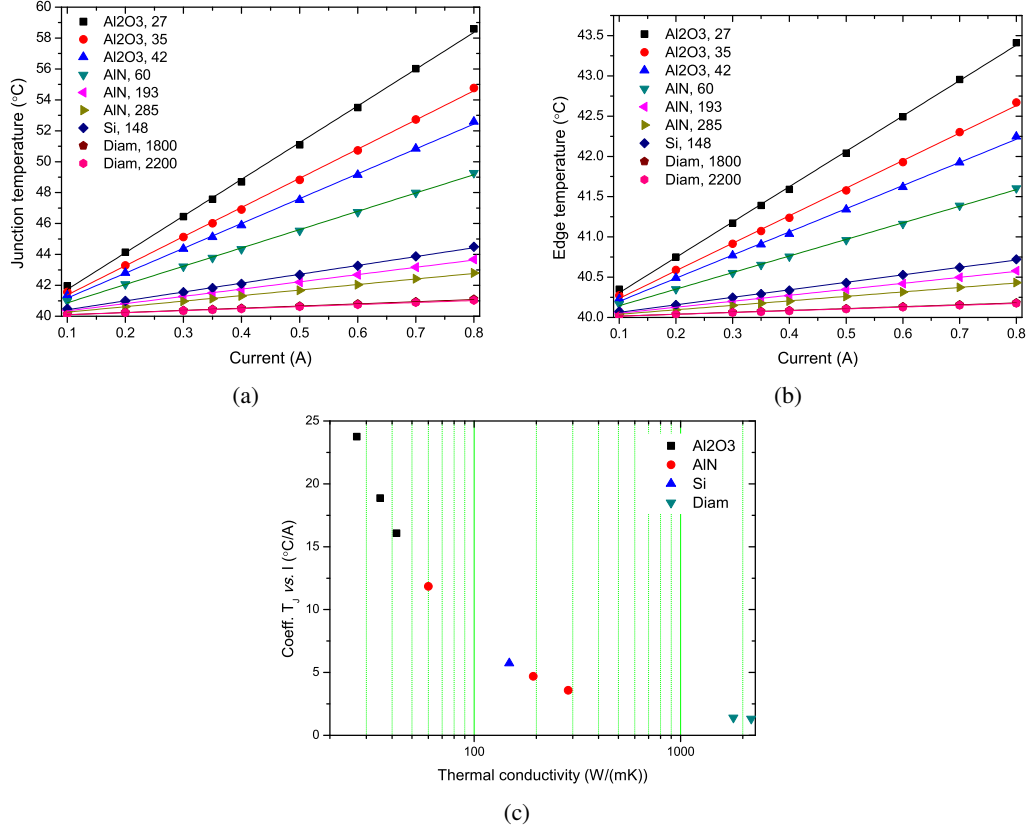 60
58
56
54
52
50
48
46
44
42
40
Junction temperature (°C)
Al2O3, 27
Al2O3, 35
Al2O3, 42
AlN, 60
AlN, 193
AlN, 285
Si, 148
Diam, 1800
Diam, 2200
0.1 0.2 0.3 0.4 0.5 0.6 0.7 0.8
Current (A)
(a)
43.5
43.0
42.5
42.0
41.5
41.0
40.5
40.0
Edge temperature (°C)
Al2O3, 27
Al2O3, 35
Al2O3, 42
AlN, 60
AlN, 193
AlN, 285
Si, 148
Diam, 1800
Diam, 2200
0.1 0.2 0.3 0.4 0.5 0.6 0.7 0.8
Current (A)
(b)
25
20
15
10
5
0
Coeff. TJ vs. I (°C/A)
Al2O3
AlN
Si
Diam
100 1000
Thermal conductivity (W/(mK))
(c)